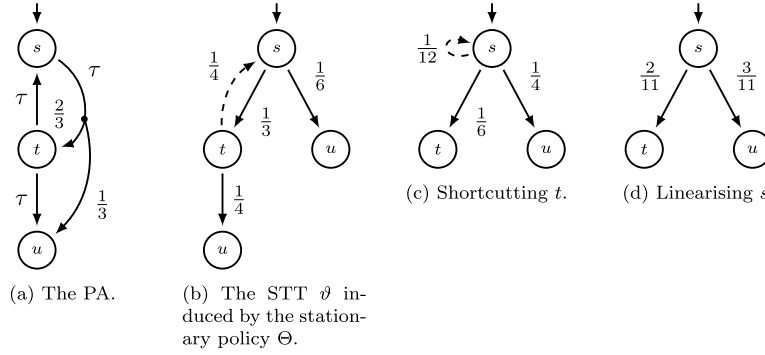 s
τ
τ
2/3
t
τ
1/3
u
(a) The PA.
s
1/4
1/6
1/3
t
u
1/4
u
(b) The STT ϑ in-
duced by the station-
ary policy Θ.
1/12
s
1/6
1/4
t
u
(c) Shortcutting t.
s
2/11
3/11
t
u
(d) Linearising s